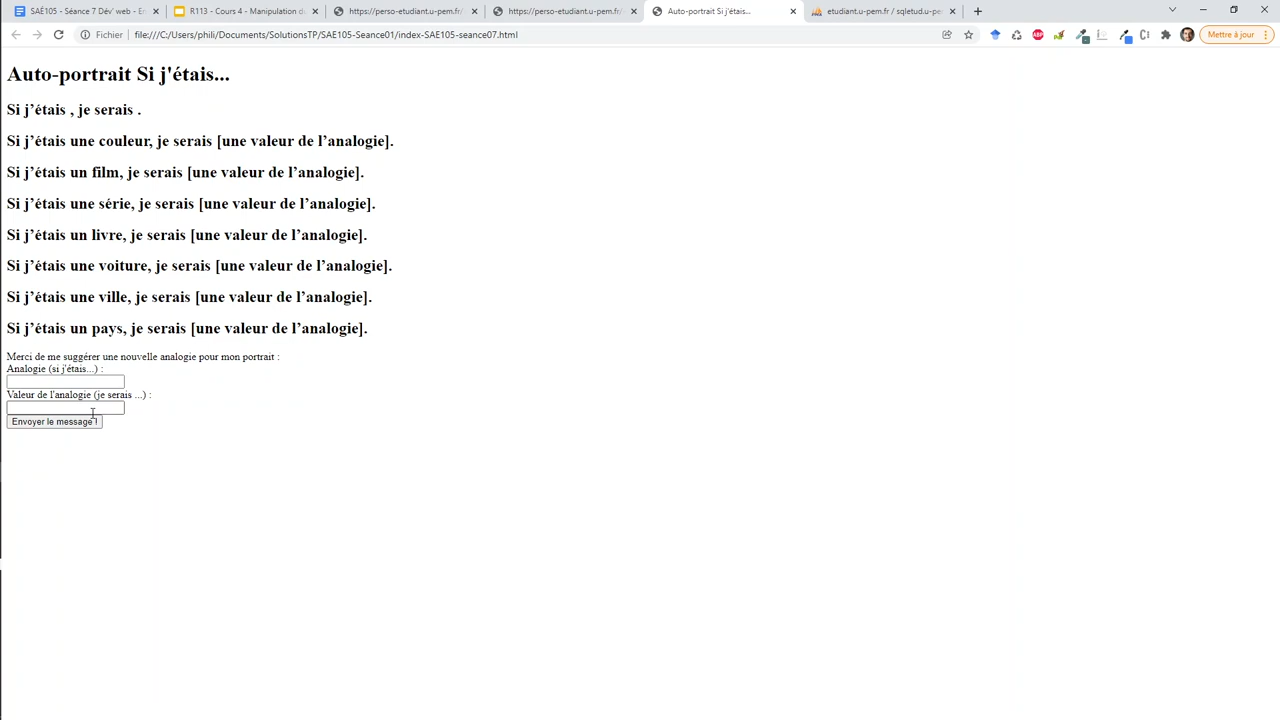 SAÉ105 - Séance 7 Dév' web - En
R113 - Cours 4 - Manipulation d
https://perso-etudiant.u-pem.fr/
https://perso-etudiant.u-pem.fr/
Auto-portrait Si j'étais...
etudiant.u-pem.fr / sqletud.u-pe
Fichier
file:///C:/Users/phili/Documents/SolutionsTP/SAE105-Seance01/index-SAE105-seance07.html
ABP
Mettre à jour
Auto-portrait Si j'étais...
Si j’étais , je serais .
Si j’étais une couleur, je serais [une valeur de l’analogie].
Si j’étais un film, je serais [une valeur de l’analogie].
Si j’étais une série, je serais [une valeur de l’analogie].
Si j’étais un livre, je serais [une valeur de l’analogie].
Si j’étais une voiture, je serais [une valeur de l’analogie].
Si j’étais une ville, je serais [une valeur de l’analogie].
Si j’étais un pays, je serais [une valeur de l’analogie].
Merci de me suggérer une nouvelle analogie pour mon portrait :
Analogie (si j'étais...) :
Valeur de l'analogie (je serais ...) :
Envoyer le message !